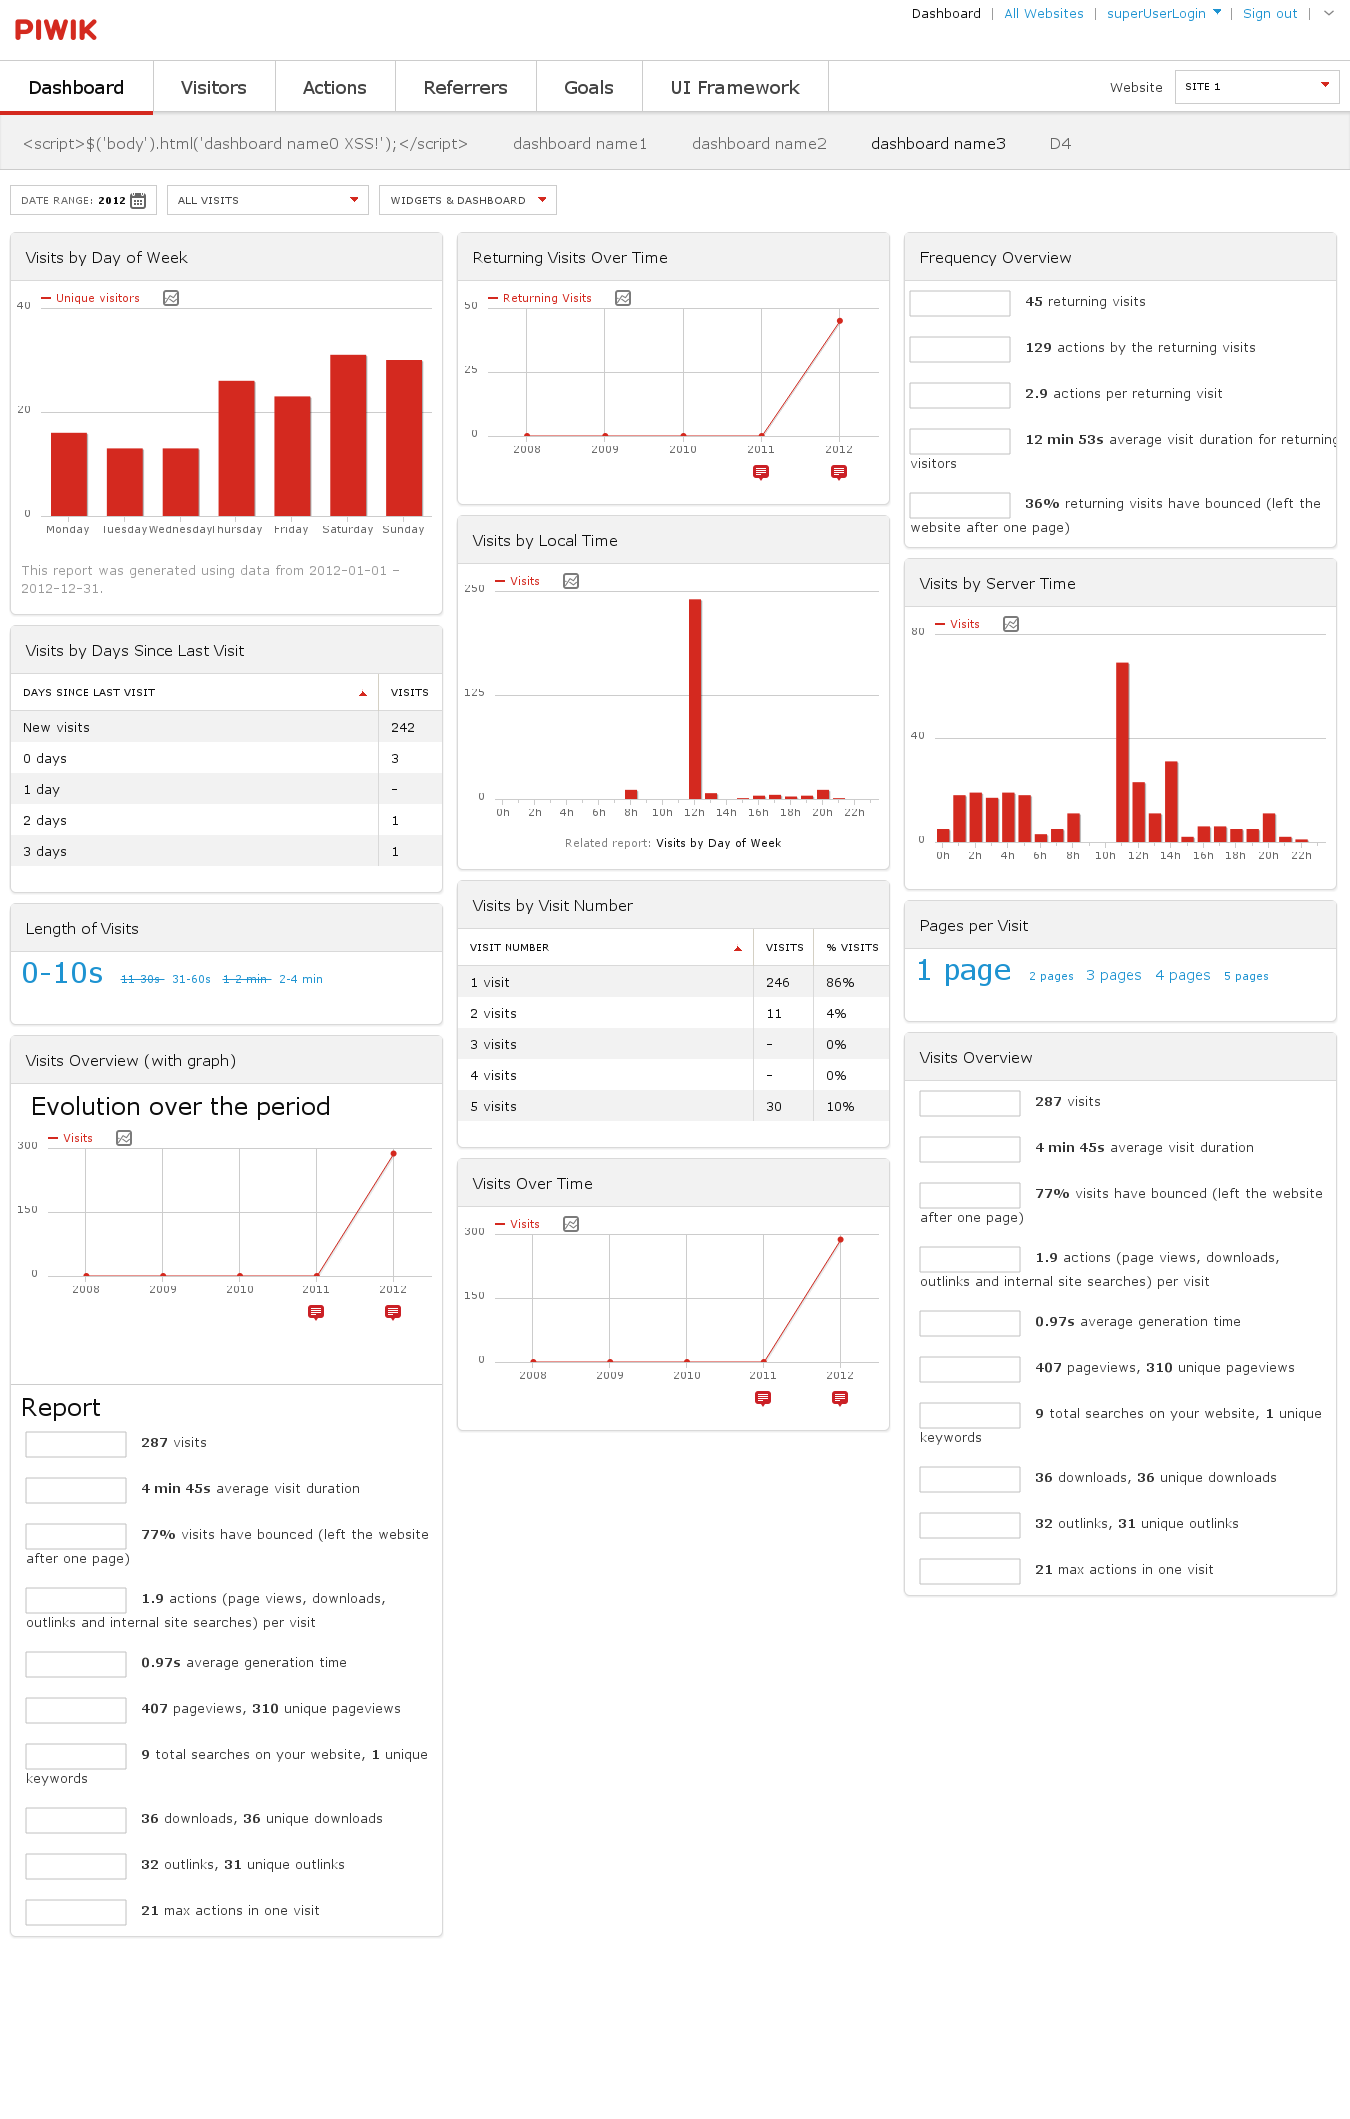 PIWIK
Dashboard | All Websites | superUserLogin | Sign out |
Dashboard Visitors Actions Referrers Goals UI Framework
Website SITE 1
<script>$('body').html('dashboard name0 XSS!');</script> dashboard name1 dashboard name2 dashboard name3 D4
DATE RANGE: 2012 ALL VISITS WIDGETS & DASHBOARD
Visits by Day of Week
Unique visitors
40
20
0
Monday Tuesday Wednesday Thursday Friday Saturday Sunday
This report was generated using data from 2012-01-01 –
2012-12-31.
Visits by Days Since Last Visit
DAYS SINCE LAST VISIT VISITS
New visits 242
0 days 3
1 day -
2 days 1
3 days 1
Length of Visits
0-10s 11-30s 31-60s 1-2 min 2-4 min
Visits Overview (with graph)
Evolution over the period
Visits
300
150
0
2008 2009 2010 2011 2012
Report
287 visits
4 min 45s average visit duration
77% visits have bounced (left the website
after one page)
1.9 actions (page views, downloads,
outlinks and internal site searches) per visit
0.97s average generation time
407 pageviews, 310 unique pageviews
9 total searches on your website, 1 unique
keywords
36 downloads, 36 unique downloads
32 outlinks, 31 unique outlinks
21 max actions in one visit
Returning Visits Over Time
Returning Visits
50
25
0
2008 2009 2010 2011 2012
Visits by Local Time
Visits
250
125
0
0h 2h 4h 6h 8h 10h 12h 14h 16h 18h 20h 22h
Related report: Visits by Day of Week
Visits by Visit Number
VISIT NUMBER VISITS % VISITS
1 visit 246 86%
2 visits 11 4%
3 visits - 0%
4 visits - 0%
5 visits 30 10%
Visits Over Time
Visits
300
150
0
2008 2009 2010 2011 2012
Frequency Overview
45 returning visits
129 actions by the returning visits
2.9 actions per returning visit
12 min 53s average visit duration for returning
visitors
36% returning visits have bounced (left the
website after one page)
Visits by Server Time
Visits
80
40
0
0h 2h 4h 6h 8h 10h 12h 14h 16h 18h 20h 22h
Pages per Visit
1 page 2 pages 3 pages 4 pages 5 pages
Visits Overview
287 visits
4 min 45s average visit duration
77% visits have bounced (left the website
after one page)
1.9 actions (page views, downloads,
outlinks and internal site searches) per visit
0.97s average generation time
407 pageviews, 310 unique pageviews
9 total searches on your website, 1 unique
keywords
36 downloads, 36 unique downloads
32 outlinks, 31 unique outlinks
21 max actions in one visit